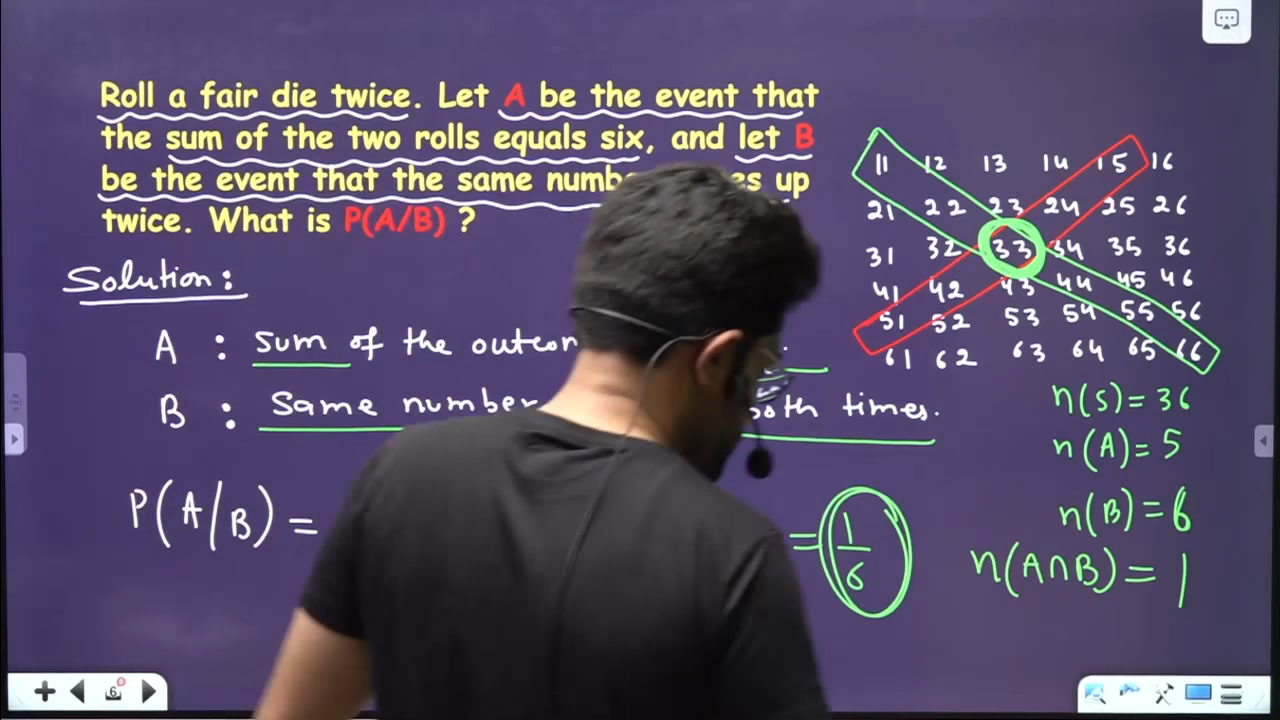 Roll a fair die twice. Let A be the event that
the sum of the two rolls equals six, and let B
be the event that the same up
twice. What is P(A/B) ?
Solution:
A : sum of the
B : Same number both times.
P(A/B) =
= 1/6
11 12 13 14 15 16
21 22 23 24 25 26
31 32 33 34 35 36
41 42 43 44 45 46
51 52 53 54 55 56
61 62 63 64 65 66
n(S) = 36
n(A) = 5
n(B) = 6
n(A∩B) = 1
6